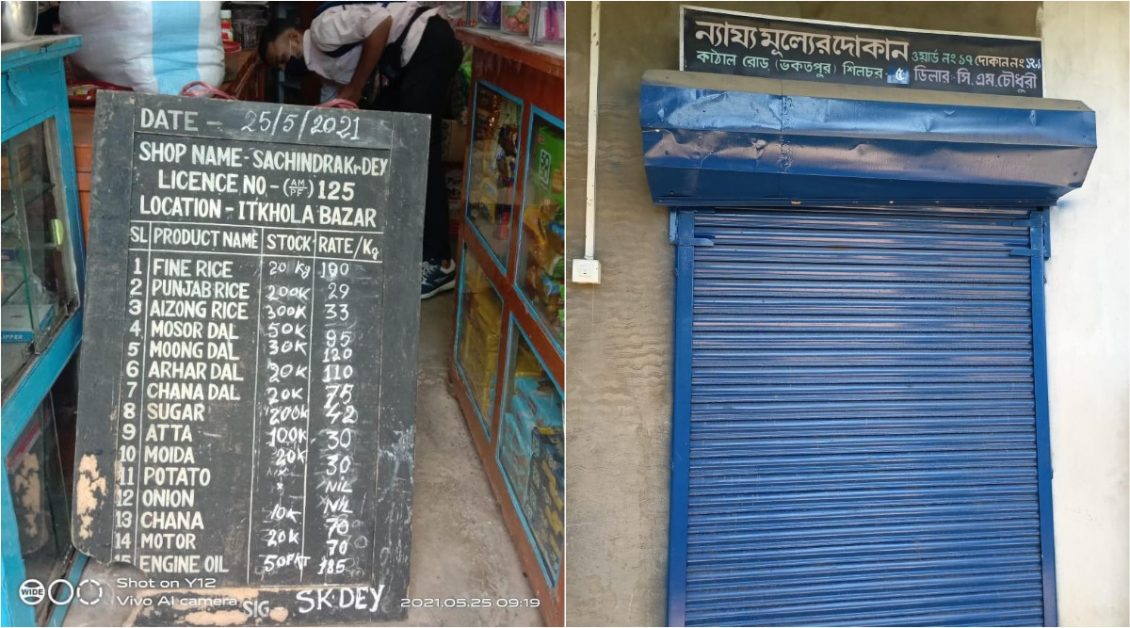 DATE - 25/5/2021
SHOP NAME - SACHINDRA Kr DEY
LICENCE NO - (AM/PF) 125
LOCATION - ITKHOLA BAZAR
SL PRODUCT NAME STOCK RATE/Kg
1 FINE RICE 20 Kg 100
2 PUNJAB RICE 200K 29
3 AIZONG RICE 300K 33
4 MOSOR DAL 50K 95
5 MOONG DAL 30K 120
6 ARHAR DAL 20K 110
7 CHANA DAL 20K 75
8 SUGAR 200K 42
9 ATTA 100K 30
10 MOIDA 20K 30
11 POTATO NIL
12 ONION NIL
13 CHANA 10K 70
14 MOTOR 20K 70
15 ENGINE OIL 50PKT 185
SIG - SK DEY
WIDE
Shot on Y12
Vivo AI camera
2021.05.25 09:19
ন্যায্য মূল্যের দোকান ওয়ার্ড নং ১৭ দোকান নং
কাঠাল রোড (ভকতপুর) শিলচর ৫ ডিলার - সি.এম.চৌধুরী